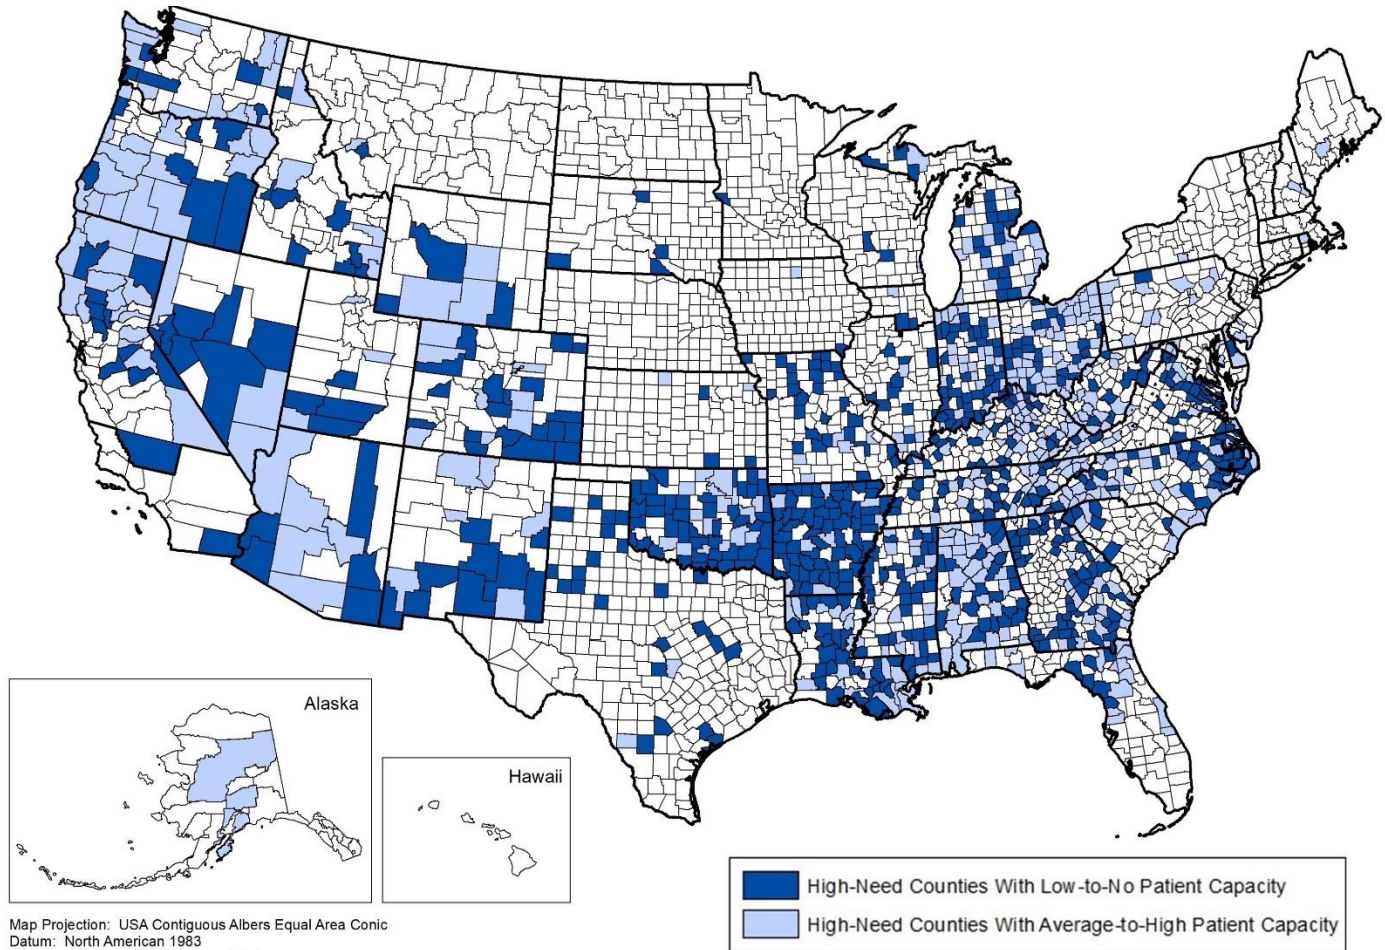 Alaska
Hawaii
High-Need Counties With Low-to-No Patient Capacity
High-Need Counties With Average-to-High Patient Capacity
Map Projection: USA Contiguous Albers Equal Area Conic
Datum: North American 1983